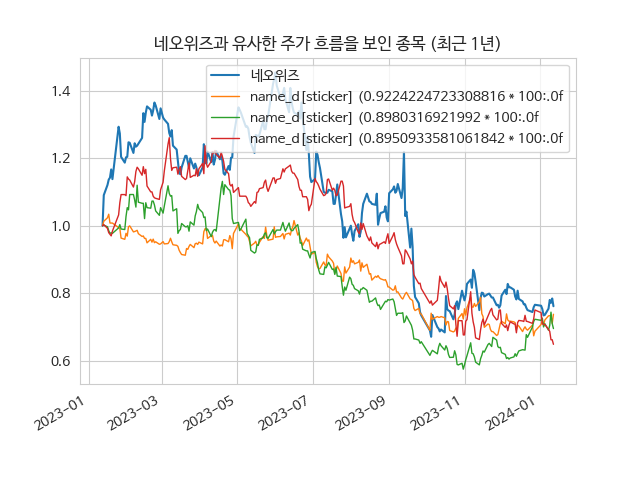 네오위즈과 유사한 주가 흐름을 보인 종목 (최근 1년)
네오위즈
name_d[sticker] (0.9224224723308816*100:.0f
name_d[sticker] (0.8980316921992*100:.0f
name_d[sticker] (0.8950933581061842*100:.0f
1.4
1.2
1.0
0.8
0.6
2023-01
2023-03
2023-05
2023-07
2023-09
2023-11
2024-01